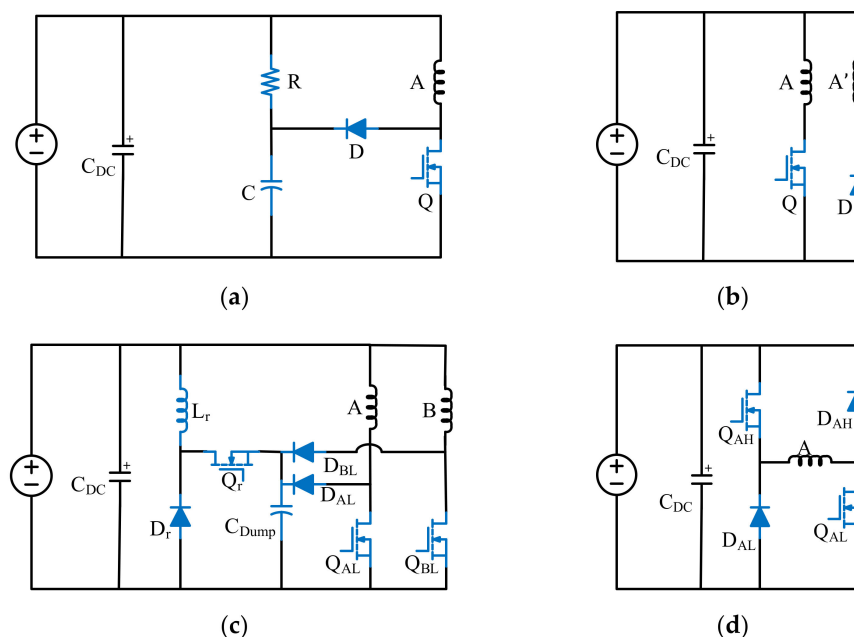 R
A
D
C
Q
C_DC
+
(a)
A
A'
C_DC
+
Q
D
(b)
L_r
A
B
Q_r
D_BL
D_AL
C_DC
+
D_r
C_Dump
Q_AL
Q_BL
(c)
Q_AH
D_AH
A
C_DC
+
D_AL
Q_AL
(d)